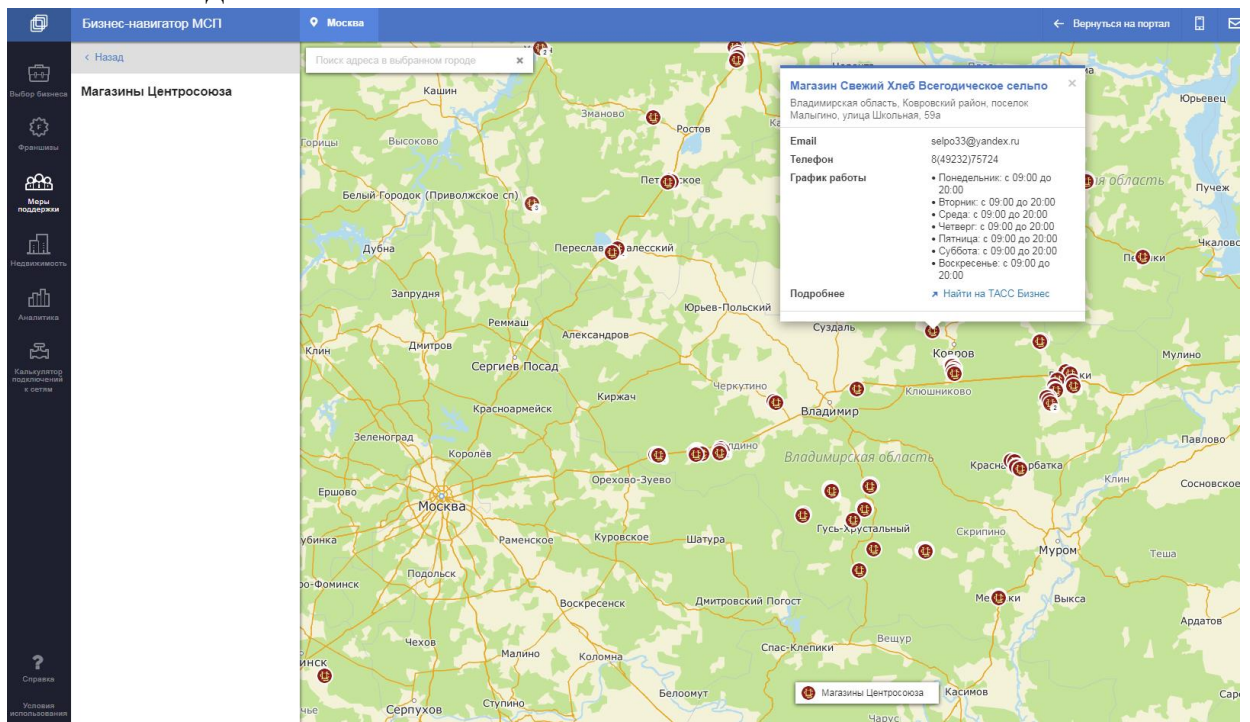 Бизнес-навигатор МСП
Москва
Вернуться на портал
Назад
Магазины Центросоюза
Выбор бизнеса
Франшизы
Меры
поддержки
Недвижимость
Аналитика
Калькулятор
подключений
к сетям
Справка
Условия
использования
Поиск адреса в выбранном городе
Магазин Свежий Хлеб Всегодическое сельпо
Владимирская область, Ковровский район, поселок
Малыгино, улица Школьная, 59а
Email selpo33@yandex.ru
Телефон 8(49232)75724
График работы • Понедельник: с 09:00 до
20:00
• Вторник: с 09:00 до 20:00
• Среда: с 09:00 до 20:00
• Четверг: с 09:00 до 20:00
• Пятница: с 09:00 до 20:00
• Суббота: с 09:00 до 20:00
• Воскресенье: с 09:00 до
20:00
Подробнее Найти на ТАСС Бизнес
Кашин
Зманово
Ростов
Юрьевец
Горицы
Высоково
Белый Городок (Приволжское сп)
Пучеж
Дубна
Запрудня
Юрьев-Польский
Суздаль
Реммаш
Александров
Клин
Дмитров
Сергиев Посад
Ковров
Мулино
Черкутино
Киржач
Клюшниково
Красноармейск
Владимир
Зеленоград
Королёв
Владимирская область
Павлово
Орехово-Зуево
Клин
Сосновское
Ершово
Москва
Гусь-Хрустальный
Скрипино
Раменское
Куровское
Шатура
Муром
Теша
Подольск
Воскресенск
Дмитровский Погост
Выкса
Ардатов
Чехов
Малино
Коломна
Спас-Клепики
Вещур
Белоомут
Магазины Центросоюза
Касимов
Серпухов
Ступино
Чарус